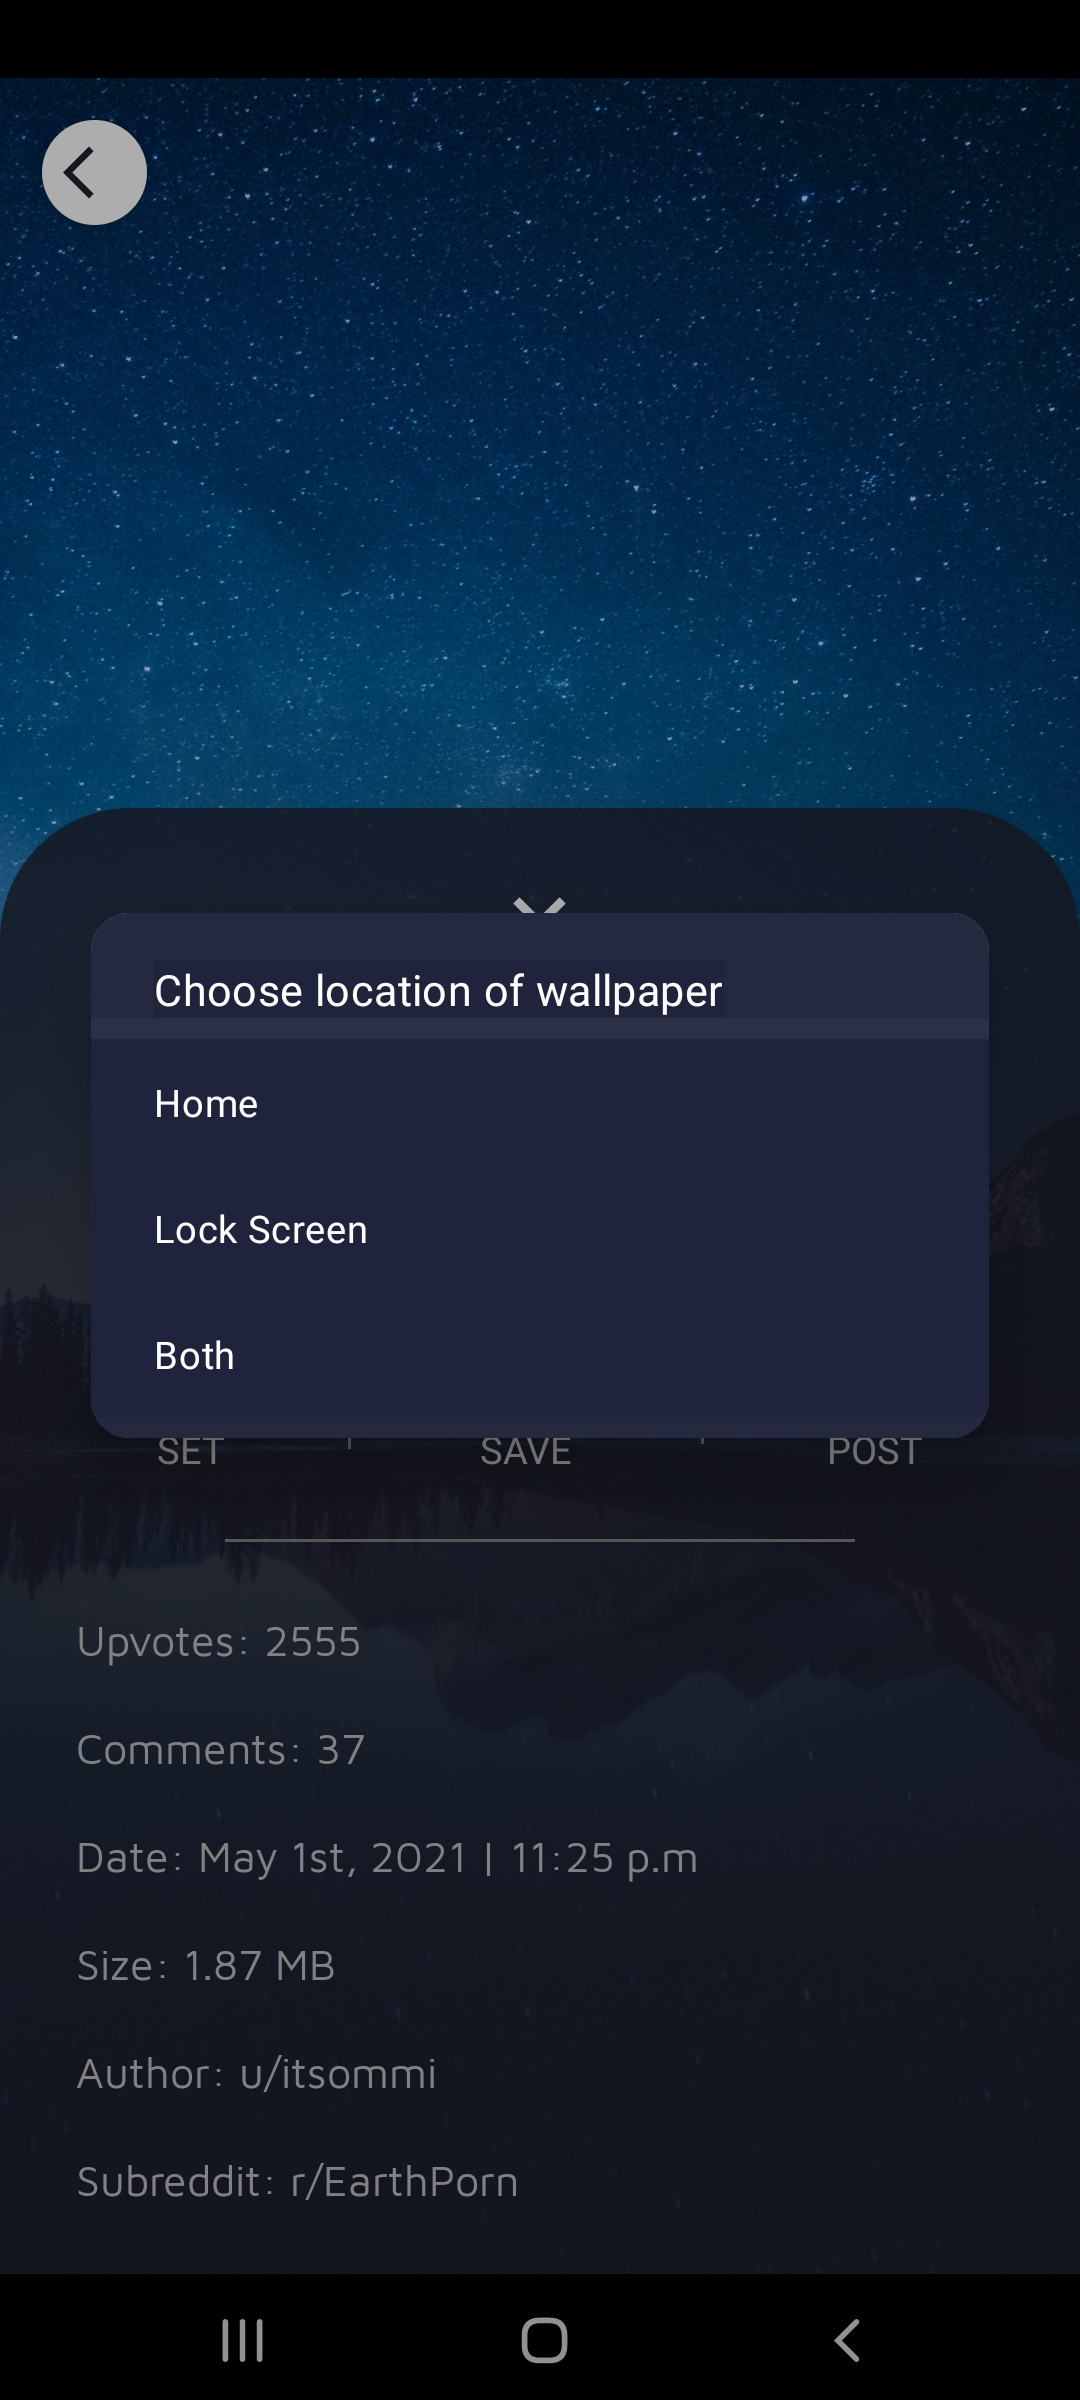 Choose location of wallpaper
Home
Lock Screen
Both
SET
SAVE
POST
Upvotes: 2555
Comments: 37
Date: May 1st, 2021 | 11:25 p.m
Size: 1.87 MB
Author: u/itsommi
Subreddit: r/EarthPorn